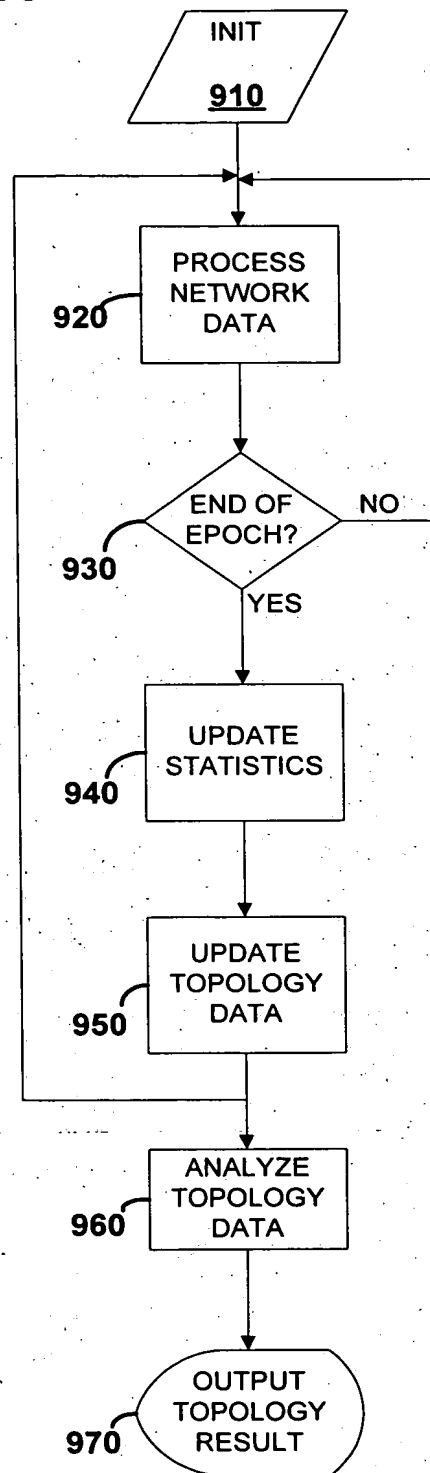 INIT
910
PROCESS
NETWORK
DATA
920
END OF
EPOCH?
NO
930
YES
UPDATE
STATISTICS
940
UPDATE
TOPOLOGY
DATA
950
ANALYZE
TOPOLOGY
DATA
960
OUTPUT
TOPOLOGY
RESULT
970